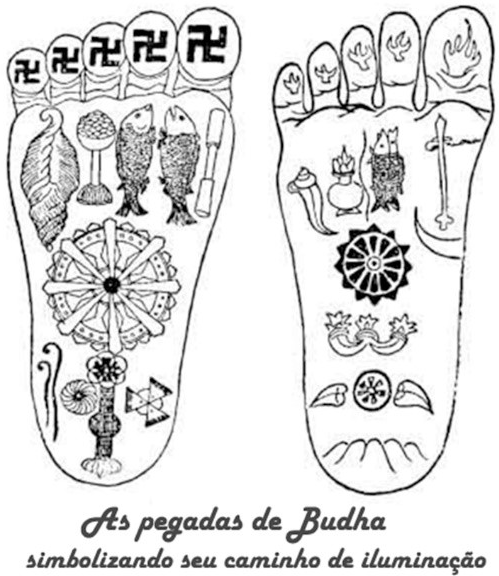 As pegadas de Budha
simbolizando seu caminho de iluminação